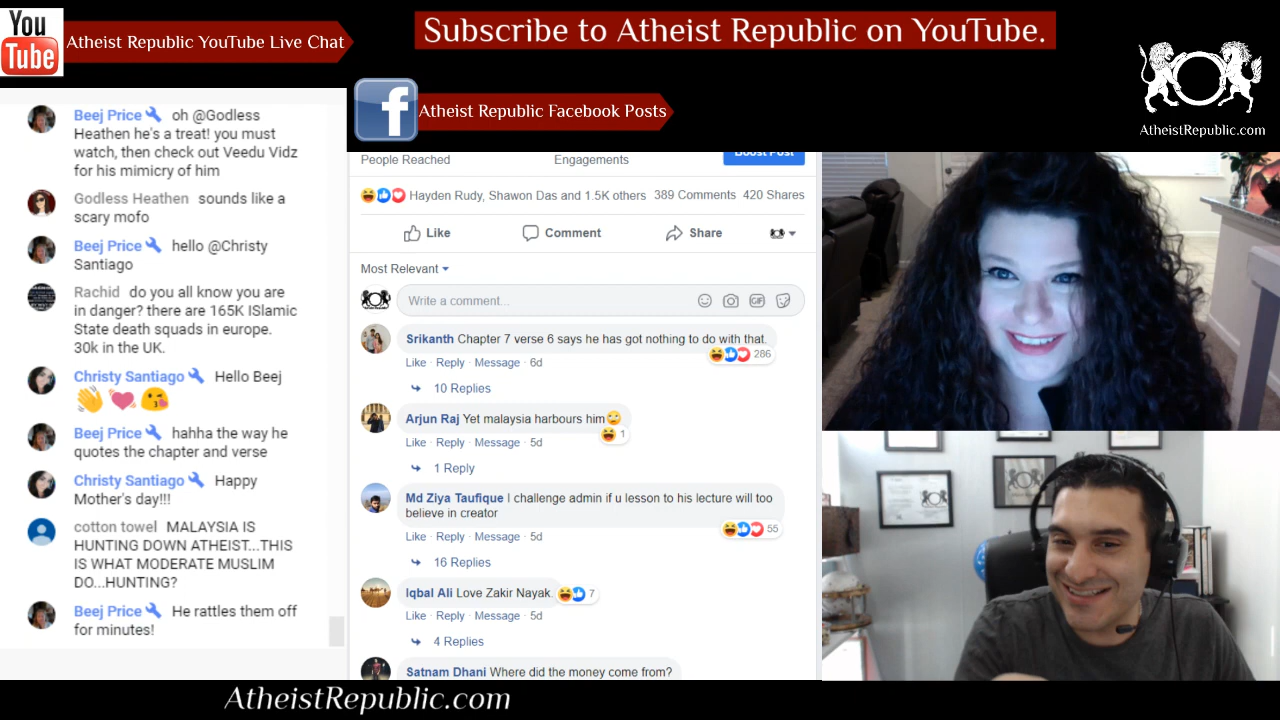 You
Tube
Atheist Republic YouTube Live Chat
Subscribe to Atheist Republic on YouTube.
AtheistRepublic.com
f
Atheist Republic Facebook Posts
Beej Price oh @Godless
Heathen he's a treat! you must
watch, then check out Veedu Vidz
for his mimicry of him
Godless Heathen sounds like a
scary mofo
Beej Price hello @Christy
Santiago
Rachid do you all know you are
in danger? there are 165K ISlamic
State death squads in europe.
30k in the UK.
Christy Santiago Hello Beej
👋 💘 😘
Beej Price hahha the way he
quotes the chapter and verse
Christy Santiago Happy
Mother's day!!!
cotton towel MALAYSIA IS
HUNTING DOWN ATHEIST...THIS
IS WHAT MODERATE MUSLIM
DO...HUNTING?
Beej Price He rattles them off
for minutes!
People Reached Engagements Boost Post
Hayden Rudy, Shawon Das and 1.5K others 389 Comments 420 Shares
Like Comment Share
Most Relevant
Write a comment... GIF
Srikanth Chapter 7 verse 6 says he has got nothing to do with that.
286
Like · Reply · Message · 6d
10 Replies
Arjun Raj Yet malaysia harbours him🙄
1
Like · Reply · Message · 5d
1 Reply
Md Ziya Taufique I challenge admin if u lesson to his lecture will too
believe in creator
55
Like · Reply · Message · 5d
16 Replies
Iqbal Ali Love Zakir Nayak. 7
Like · Reply · Message · 5d
4 Replies
Satnam Dhani Where did the money come from?
AtheistRepublic.com